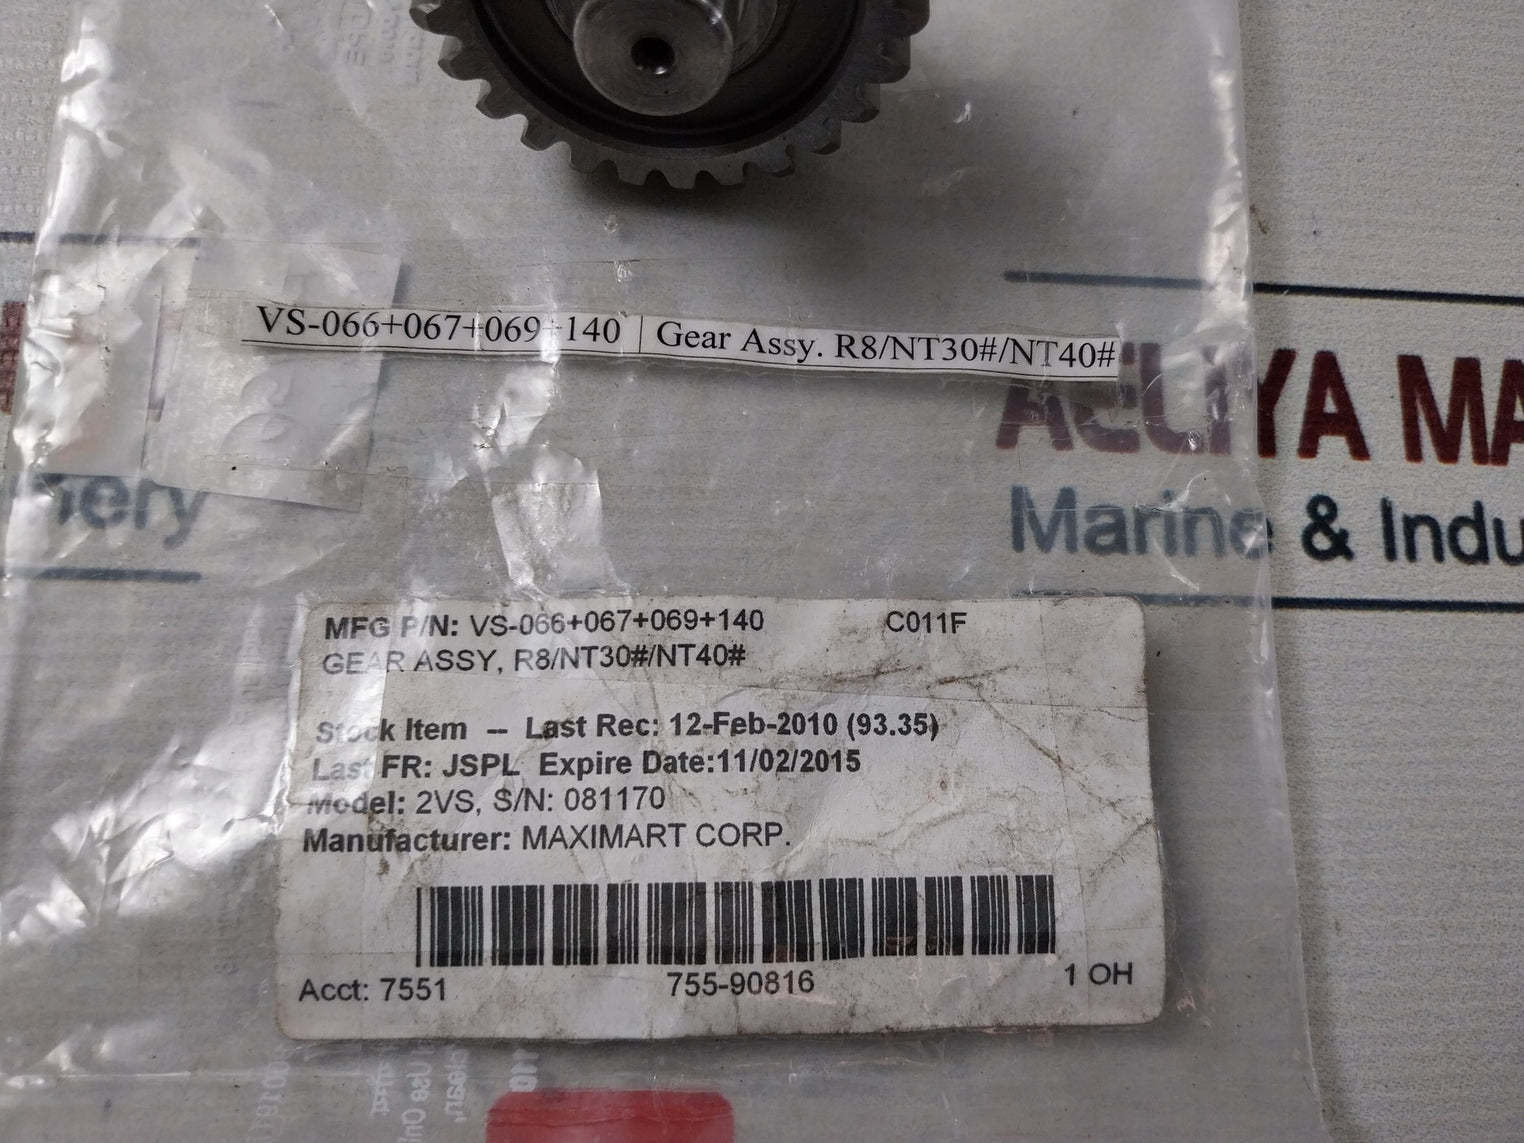 VS-066+067+069+140 | Gear Assy. R8/NT30#/NT40#
MA
nery
Marine & Indu
MFG P/N: VS-066+067+069+140 C011F
GEAR ASSY, R8/NT30#/NT40#
Stock Item -- Last Rec: 12-Feb-2010 (93.35)
Last FR: JSPL Expire Date:11/02/2015
Model: 2VS, S/N: 081170
Manufacturer: MAXIMART CORP.
Acct: 7551 755-90816 1 OH